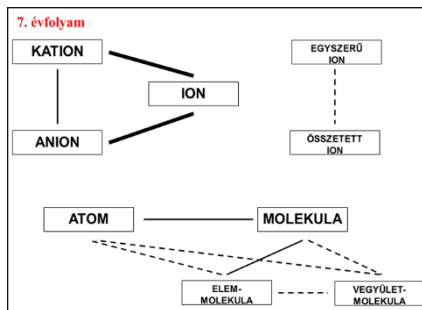 7. évfolyam
KATION
ION
ANION
EGYSZERŰ
ION
ÖSSZETETT
ION
ATOM
MOLEKULA
ELEM-
MOLEKULA
VEGYÜLET-
MOLEKULA